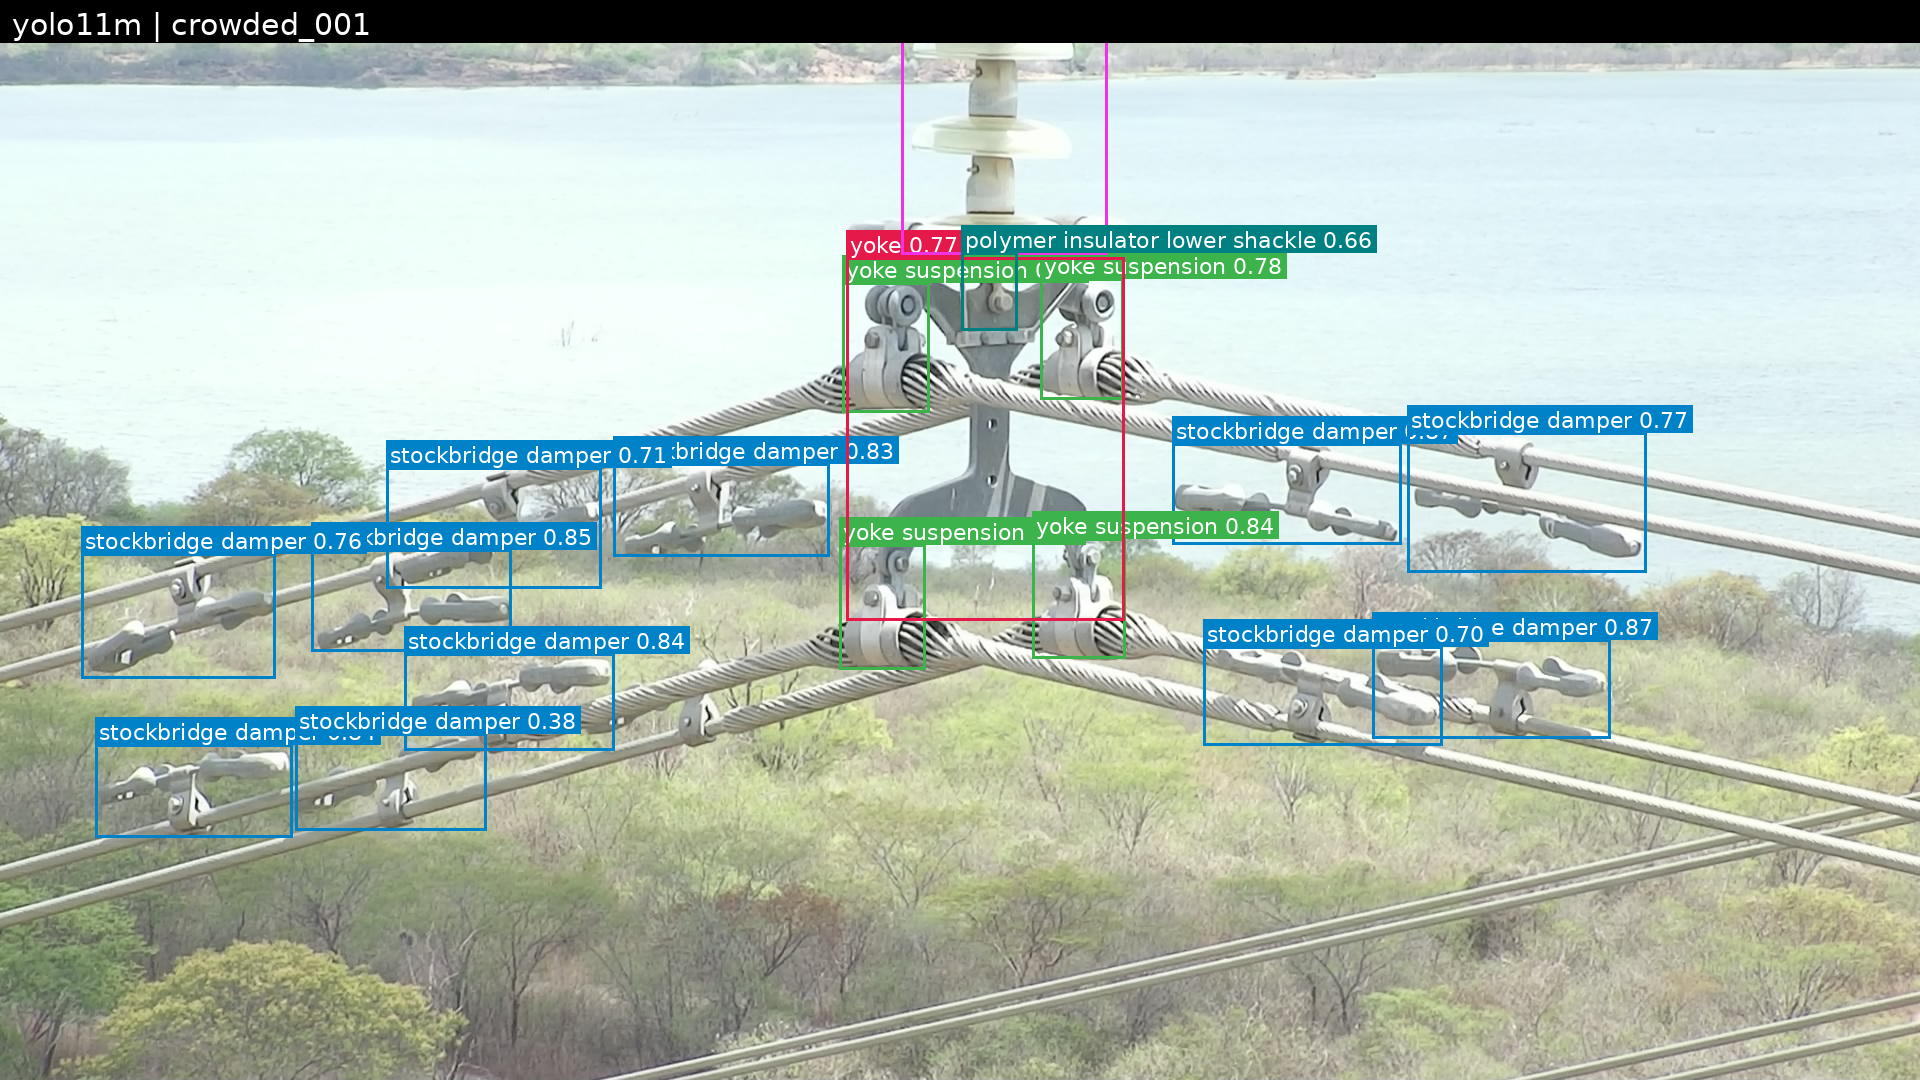 yolo11m | crowded_001
polymer insulator lower shackle 0.66
yoke 0.77
yoke suspension
yoke suspension 0.78
stockbridge damper 0.77
stockbridge damper
stockbridge damper 0.71
bridge damper 0.83
yoke suspension 0.84
yoke suspension
stockbridge damper 0.76
bridge damper 0.85
stockbridge damper 0.84
stockbridge damper 0.70
e damper 0.87
stockbridge damper 0.38
stockbridge damp